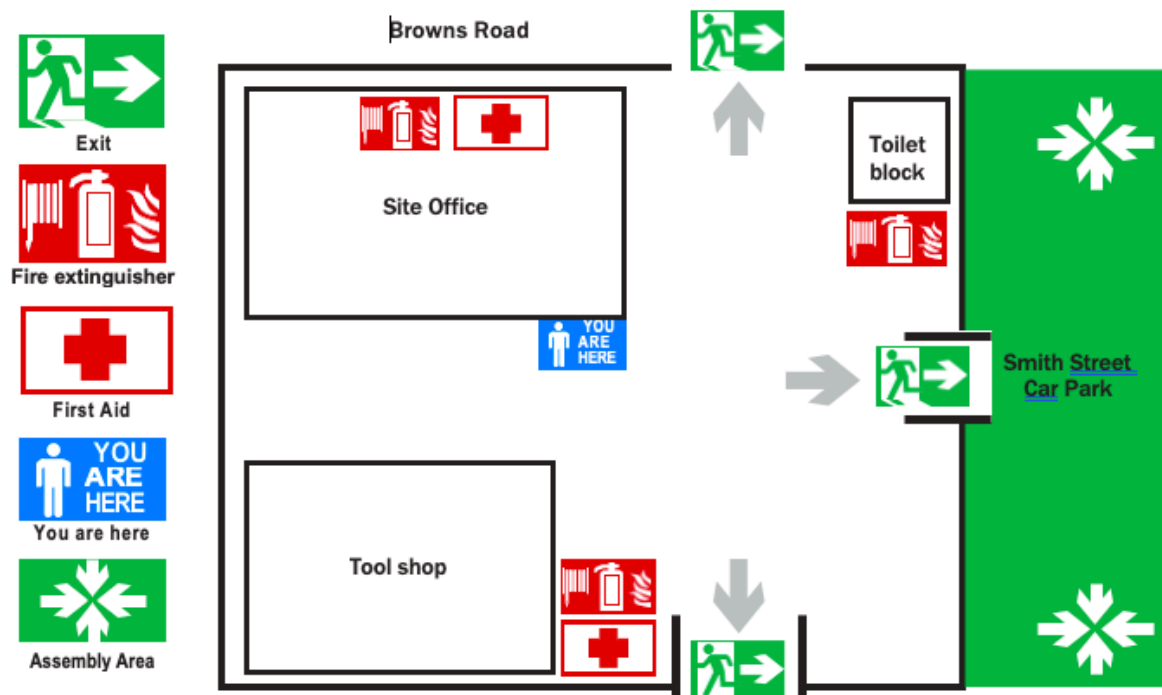 Browns Road
Exit
Fire extinguisher
First Aid
YOU
ARE
HERE
You are here
Assembly Area
Site Office
YOU
ARE
HERE
Toilet
block
Smith Street
Car Park
Tool shop